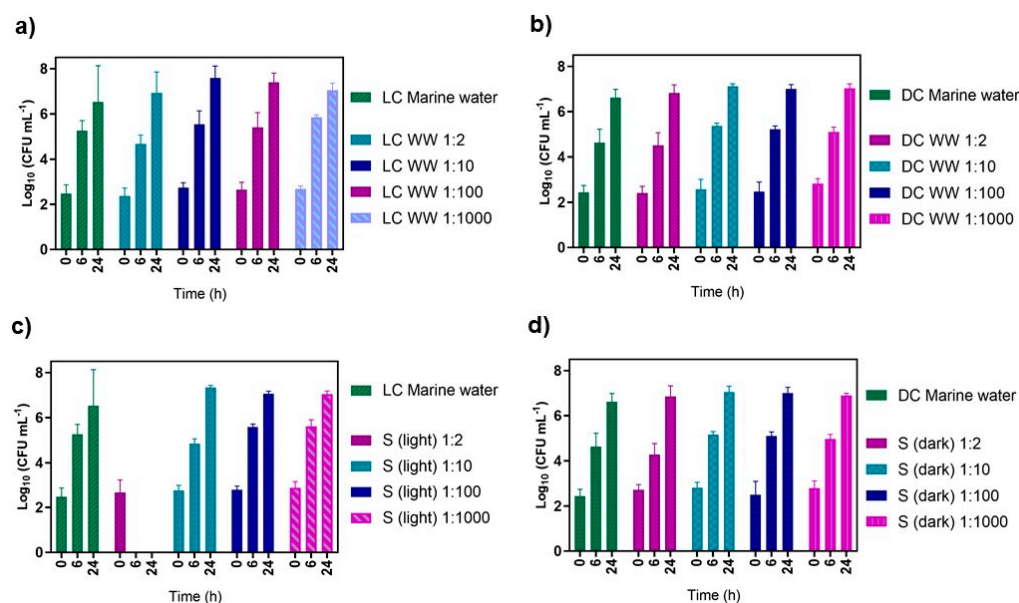 a)
Log₁₀ (CFU mL⁻¹)
8
6
4
2
0
0 6 24 0 6 24 0 6 24 0 6 24 0 6 24
Time (h)
LC Marine water
LC WW 1:2
LC WW 1:10
LC WW 1:100
LC WW 1:1000
b)
Log₁₀ (CFU mL⁻¹)
8
6
4
2
0
0 6 24 0 6 24 0 6 24 0 6 24 0 6 24
Time (h)
DC Marine water
DC WW 1:2
DC WW 1:10
DC WW 1:100
DC WW 1:1000
c)
Log₁₀ (CFU mL⁻¹)
8
6
4
2
0
0 6 24 0 6 24 0 6 24 0 6 24 0 6 24
Time (h)
LC Marine water
S (light) 1:2
S (light) 1:10
S (light) 1:100
S (light) 1:1000
d)
Log₁₀ (CFU mL⁻¹)
8
6
4
2
0
0 6 24 0 6 24 0 6 24 0 6 24 0 6 24
Time (h)
DC Marine water
S (dark) 1:2
S (dark) 1:10
S (dark) 1:100
S (dark) 1:1000